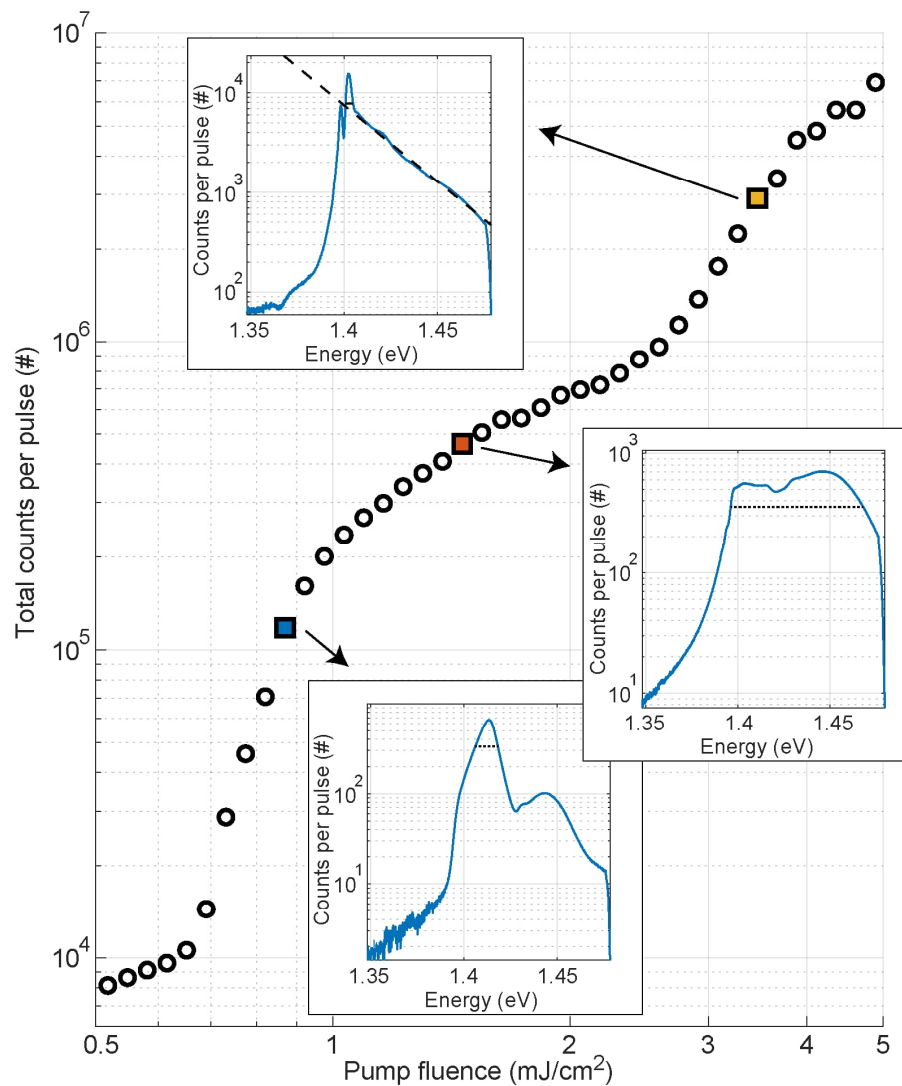 10^7
10^6
10^5
10^4
Total counts per pulse (#)
0.5 1 2 3 4 5
Pump fluence (mJ/cm²)
10^4
10^3
10^2
Counts per pulse (#)
1.35 1.4 1.45
Energy (eV)
10^3
10^2
10^1
Counts per pulse (#)
1.35 1.4 1.45
Energy (eV)
10^2
10^1
Counts per pulse (#)
1.35 1.4 1.45
Energy (eV)